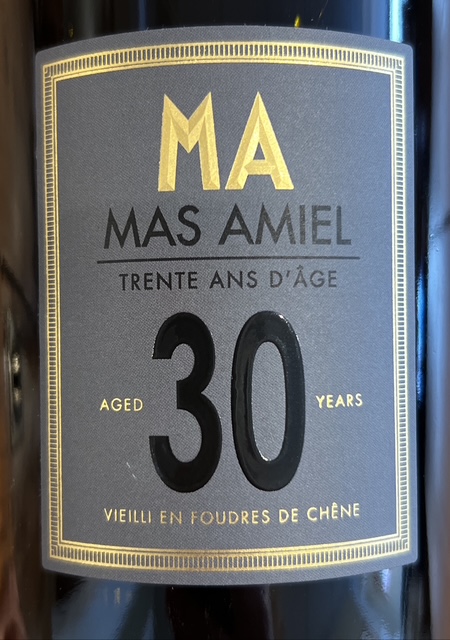 MA
MAS AMIEL
TRENTE ANS D'ÂGE
AGED 30 YEARS
VIEILLI EN FOUDRES DE CHÊNE